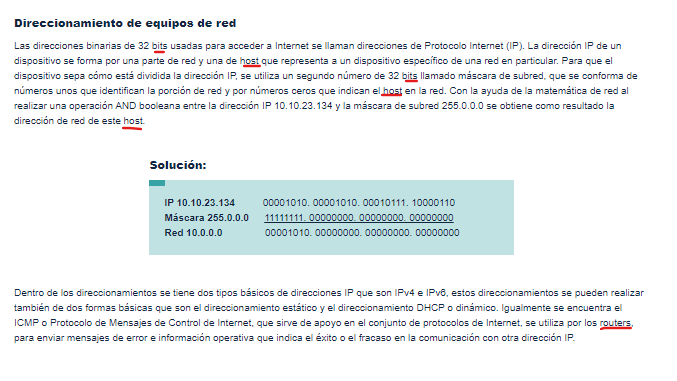 Direccionamiento de equipos de red
Las direcciones binarias de 32 bits usadas para acceder a Internet se llaman direcciones de Protocolo Internet (IP). La dirección IP de un
dispositivo se forma por una parte de red y una de host que representa a un dispositivo específico de una red en particular. Para que el
dispositivo sepa cómo está dividida la dirección IP, se utiliza un segundo número de 32 bits llamado máscara de subred, que se conforma de
números unos que identifican la porción de red y por números ceros que indican el host en la red. Con la ayuda de la matemática de red al
realizar una operación AND booleana entre la dirección IP 10.10.23.134 y la máscara de subred 255.0.0.0 se obtiene como resultado la
dirección de red de este host.
Solución:
IP 10.10.23.134 00001010. 00001010. 00010111. 10000110
Máscara 255.0.0.0 11111111. 00000000. 00000000. 00000000
Red 10.0.0.0 00001010. 00000000. 00000000. 00000000
Dentro de los direccionamientos se tiene dos tipos básicos de direcciones IP que son IPv4 e IPv6, estos direccionamientos se pueden realizar
también de dos formas básicas que son el direccionamiento estático y el direccionamiento DHCP o dinámico. Igualmente se encuentra el
ICMP o Protocolo de Mensajes de Control de Internet, que sirve de apoyo en el conjunto de protocolos de Internet, se utiliza por los routers,
para enviar mensajes de error e información operativa que indica el éxito o el fracaso en la comunicación con otra dirección IP.